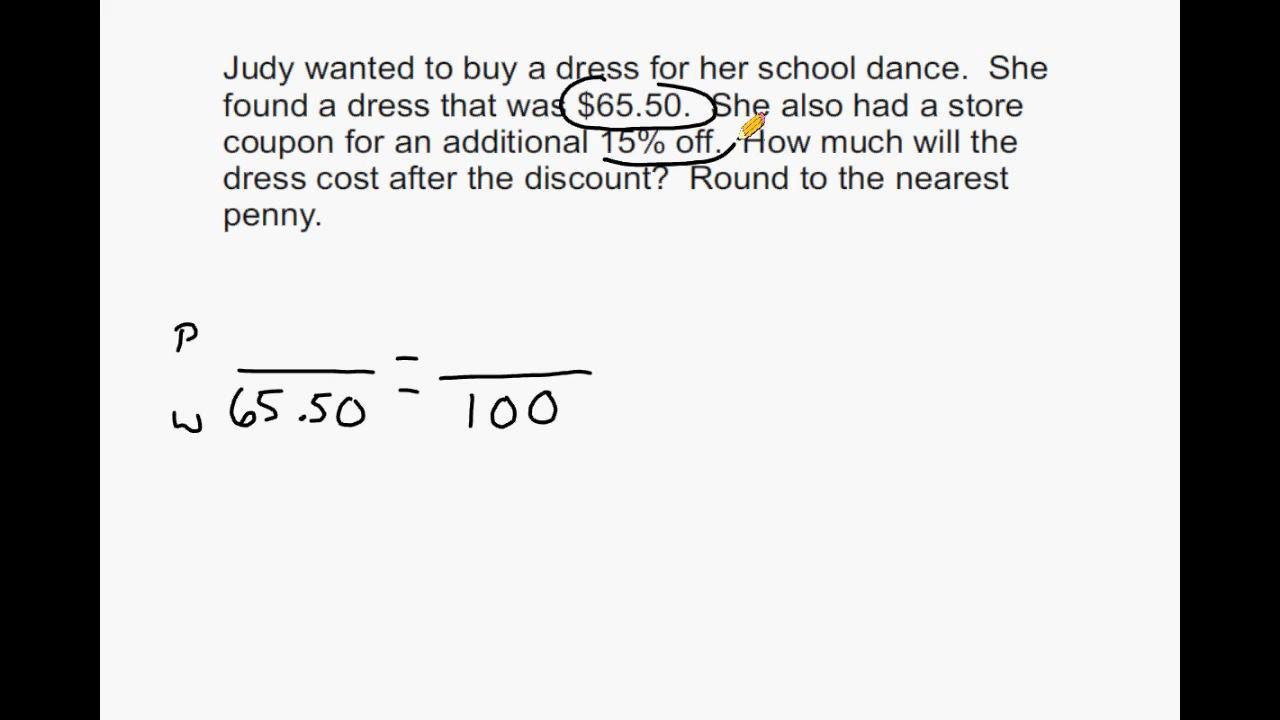 Judy wanted to buy a dress for her school dance.  She
found a dress that was $65.50.  She also had a store
coupon for an additional 15% off.  How much will the
dress cost after the discount?  Round to the nearest
penny.
P
=
W 65.50 100